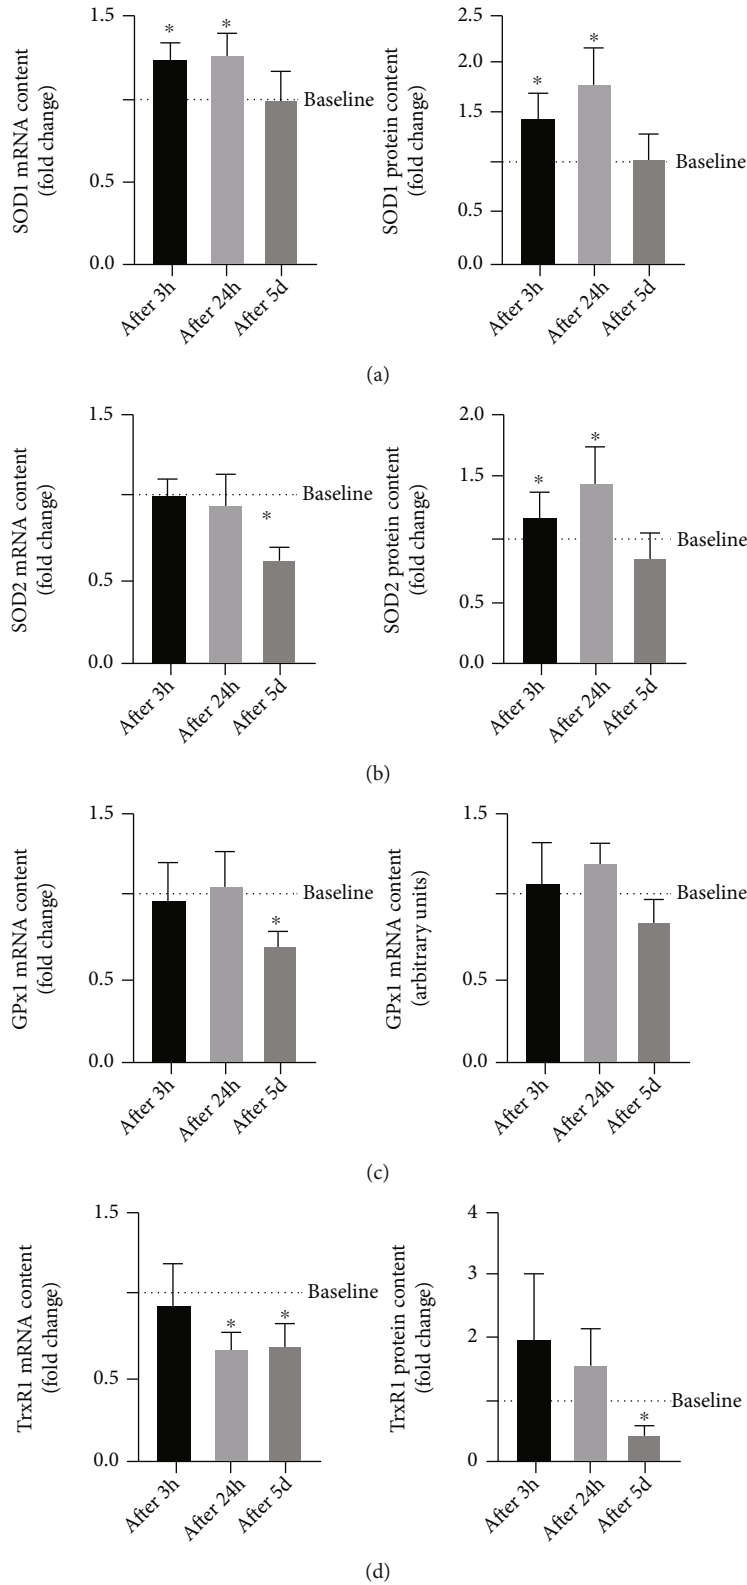 SOD1 mRNA content
(fold change)
1.5
*
*
Baseline
0.5
0.0
After 3h
After 24h
After 5d
SOD1 protein content
(fold change)
2.5
2.0
1.5
0.5
0.0
*
*
Baseline
After 3h
After 24h
After 5d
(a)
SOD2 mRNA content
(fold change)
1.5
0.5
0.0
Baseline
*
After 3h
After 24h
After 5d
SOD2 protein content
(fold change)
2.0
1.5
0.5
0.0
*
*
Baseline
After 3h
After 24h
After 5d
(b)
GPx1 mRNA content
(fold change)
1.5
0.5
0.0
Baseline
*
After 3h
After 24h
After 5d
GPx1 mRNA content
(arbitrary units)
1.5
0.5
0.0
Baseline
After 3h
After 24h
After 5d
(c)
TrxR1 mRNA content
(fold change)
1.5
0.5
0.0
Baseline
*
*
After 3h
After 24h
After 5d
TrxR1 protein content
(fold change)
4
3
2
0
Baseline
*
After 3h
After 24h
After 5d
(d)